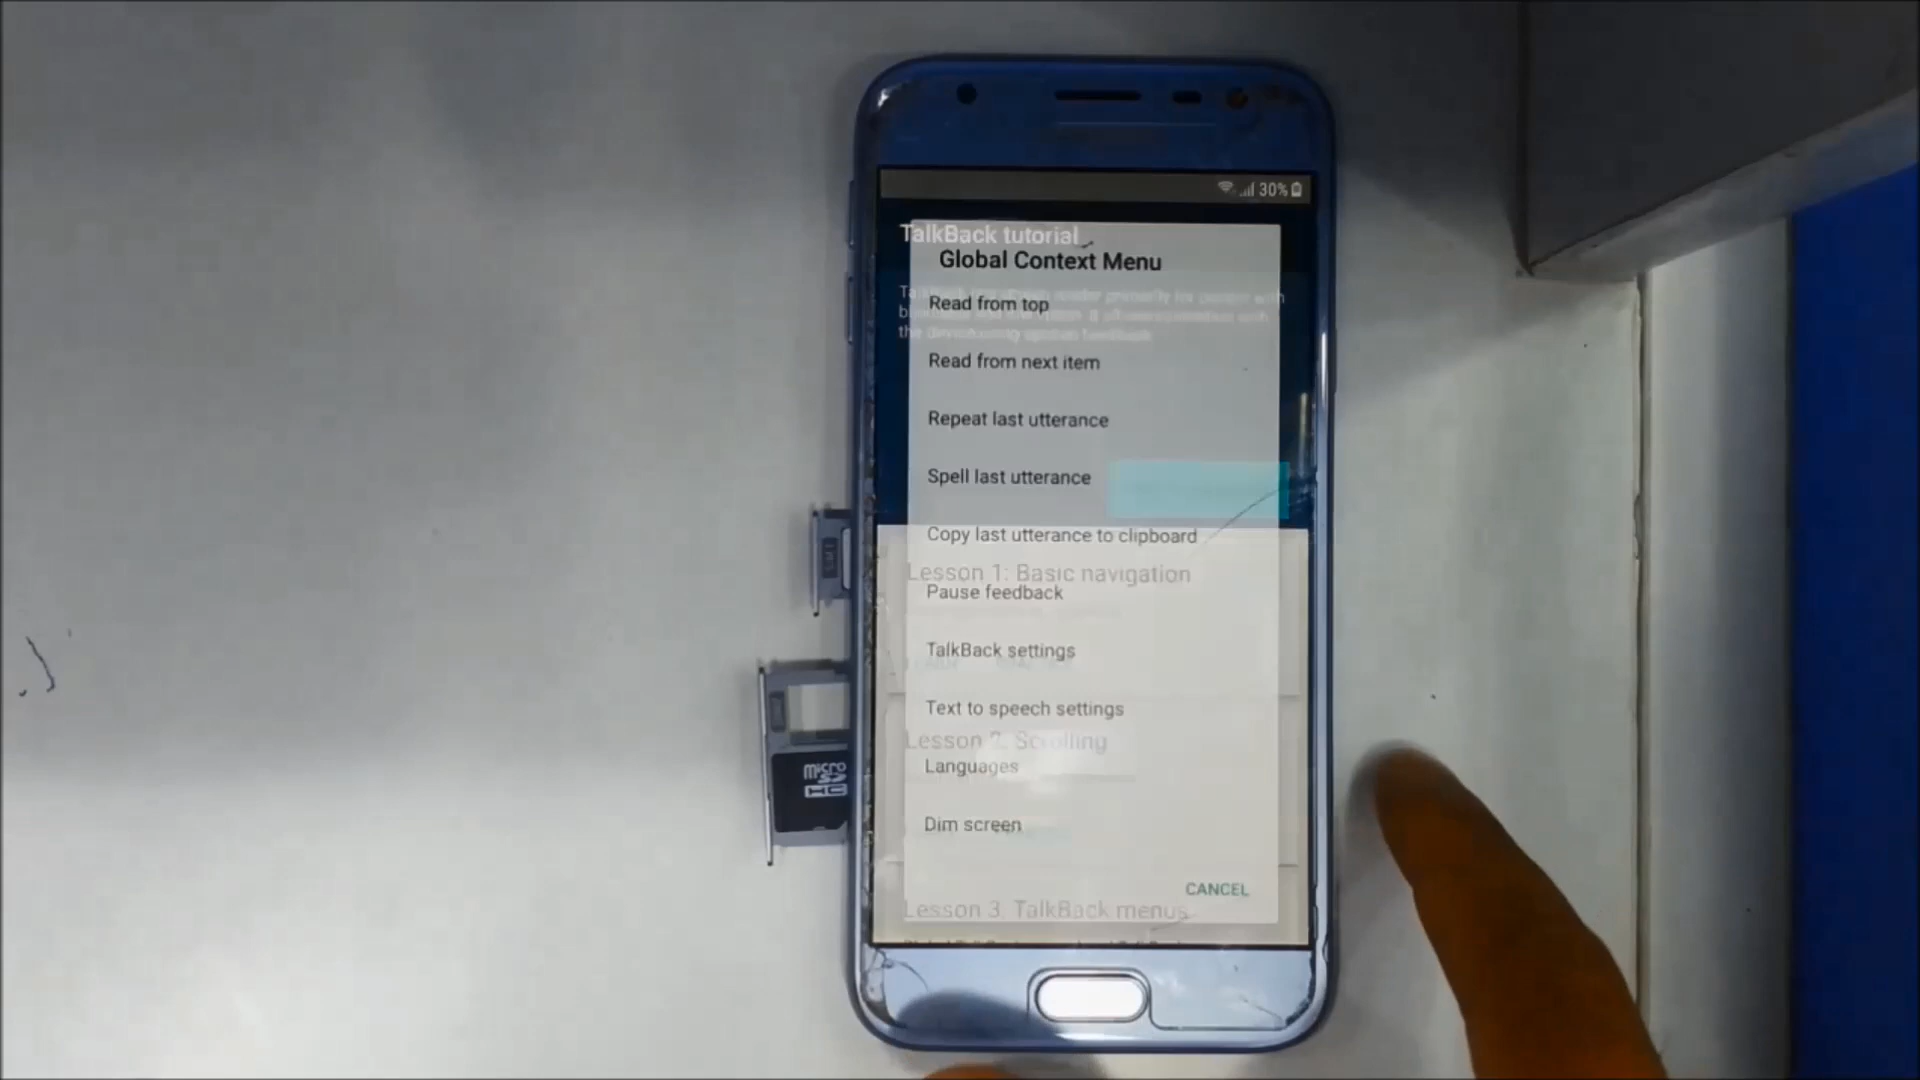 30%
TalkBack tutorial
Global Context Menu
Read from top
Read from next item
Repeat last utterance
Spell last utterance
Copy last utterance to clipboard
Lesson 1: Basic navigation
Pause feedback
TalkBack settings
Text to speech settings
Lesson 2. Scrolling
Languages
Dim screen
CANCEL
Lesson 3. TalkBack menus
micro
SD
HC